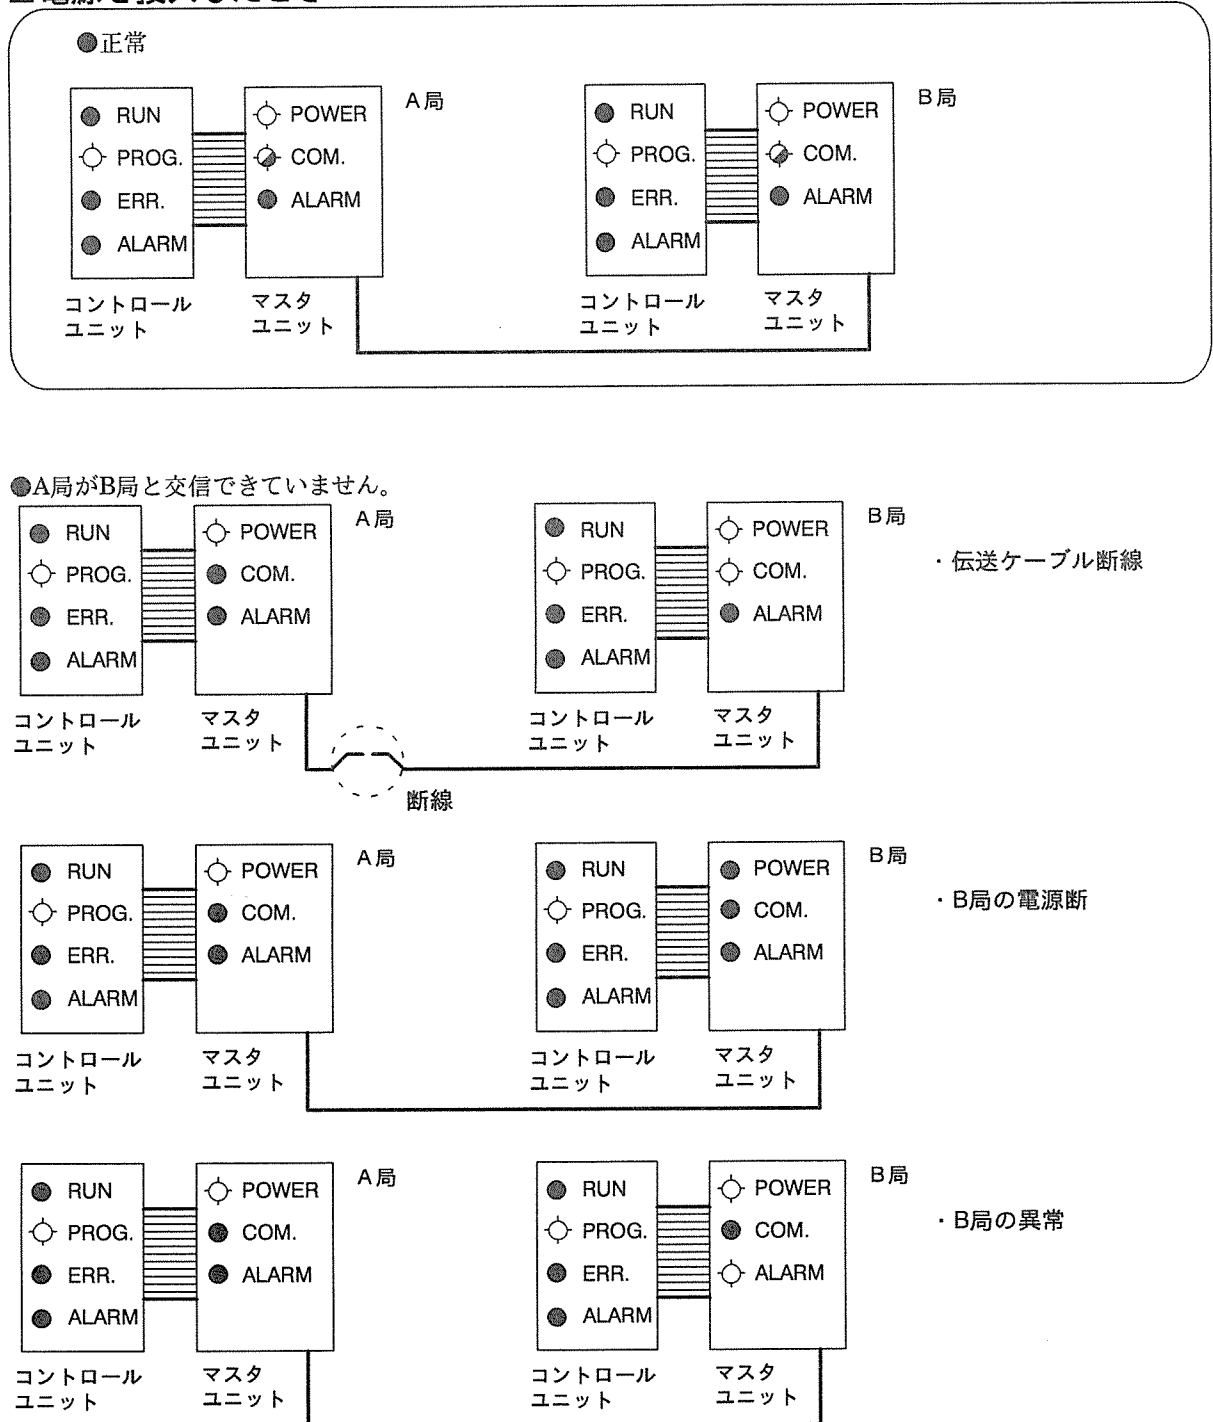 ●正常
RUN
PROG.
ERR.
ALARM
POWER
COM.
ALARM
A局
コントロール
ユニット
マスタ
ユニット
RUN
PROG.
ERR.
ALARM
POWER
COM.
ALARM
B局
コントロール
ユニット
マスタ
ユニット
●A局がB局と交信できていません。
RUN
PROG.
ERR.
ALARM
POWER
COM.
ALARM
A局
コントロール
ユニット
マスタ
ユニット
断線
RUN
PROG.
ERR.
ALARM
POWER
COM.
ALARM
B局
コントロール
ユニット
マスタ
ユニット
・伝送ケーブル断線
RUN
PROG.
ERR.
ALARM
POWER
COM.
ALARM
A局
コントロール
ユニット
マスタ
ユニット
RUN
PROG.
ERR.
ALARM
POWER
COM.
ALARM
B局
コントロール
ユニット
マスタ
ユニット
・B局の電源断
RUN
PROG.
ERR.
ALARM
POWER
COM.
ALARM
A局
コントロール
ユニット
マスタ
ユニット
RUN
PROG.
ERR.
ALARM
POWER
COM.
ALARM
B局
コントロール
ユニット
マスタ
ユニット
・B局の異常